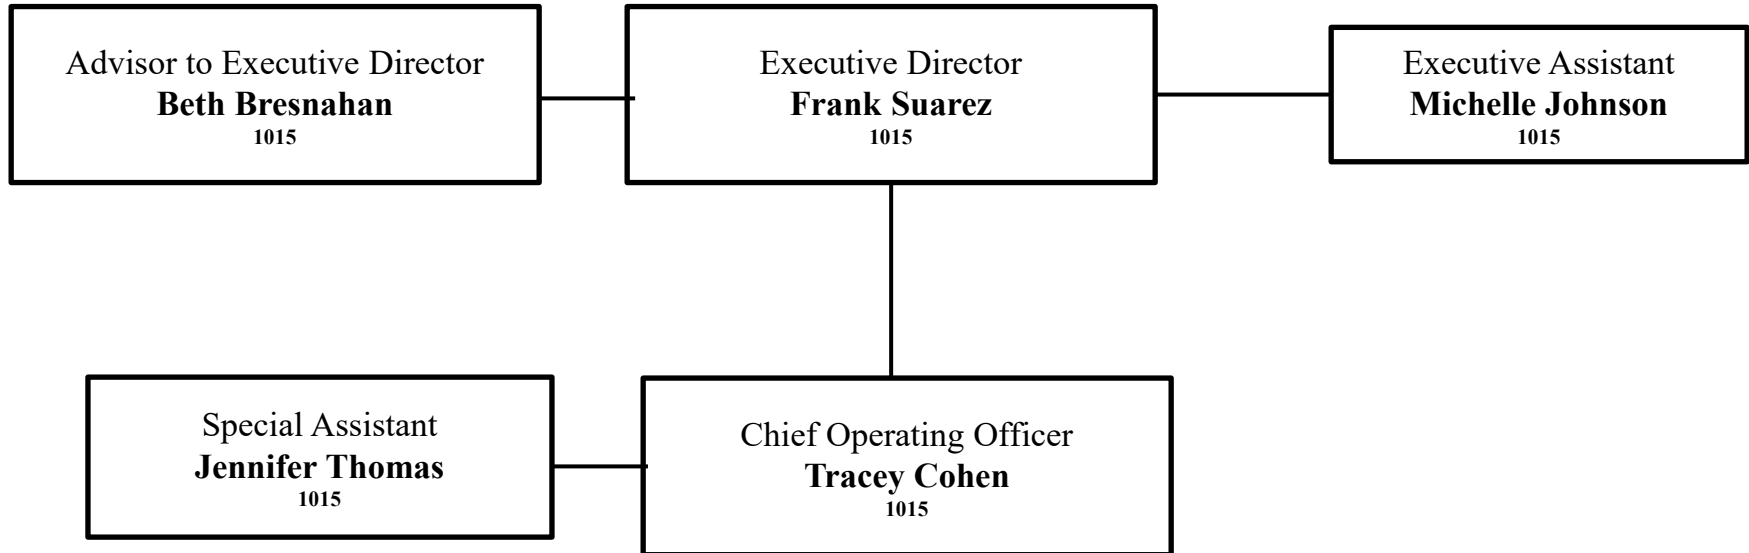 Advisor to Executive Director
Beth Bresnahan
1015
Executive Director
Frank Suarez
1015
Executive Assistant
Michelle Johnson
1015
Special Assistant
Jennifer Thomas
1015
Chief Operating Officer
Tracey Cohen
1015